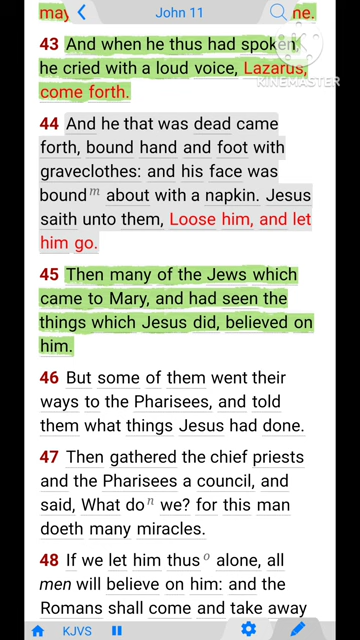 John 11
may
ne.
43 And when he thus had spoken,
he cried with a loud voice, Lazarus,
come forth.
KINEMASTER
44 And he that was dead came
forth, bound hand and foot with
graveclothes: and his face was
bound m about with a napkin. Jesus
saith unto them, Loose him, and let
him go.
45 Then many of the Jews which
came to Mary, and had seen the
things which Jesus did, believed on
him.
46 But some of them went their
ways to the Pharisees, and told
them what things Jesus had done.
47 Then gathered the chief priests
and the Pharisees a council, and
said, What do n we? for this man
doeth many miracles.
48 If we let him thus o alone, all
men will believe on him: and the
Romans shall come and take away
KJVS